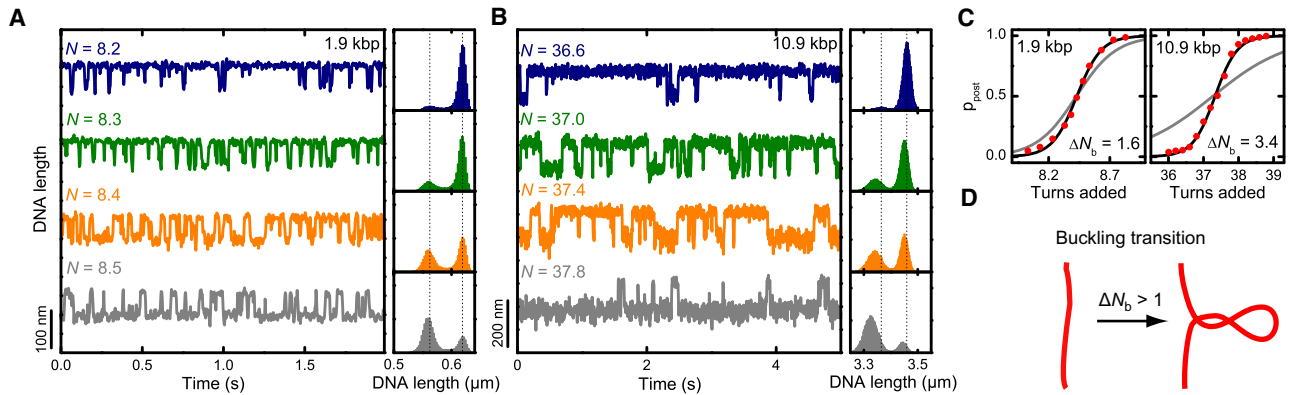 A
N = 8.2
1.9 kbp
N = 8.3
N = 8.4
N = 8.5
DNA length
100 nm
0.0
0.5
1.0
1.5
Time (s)
0.5
0.6
DNA length (µm)
B
N = 36.6
10.9 kbp
N = 37.0
N = 37.4
N = 37.8
200 nm
0
2
4
Time (s)
3.3
3.5
DNA length (µm)
C
1.9 kbp
10.9 kbp
1.0
0.5
0.0
ppost
ΔNb = 1.6
ΔNb = 3.4
8.2
8.7
36
37
38
39
Turns added
Turns added
D
Buckling transition
ΔNb > 1